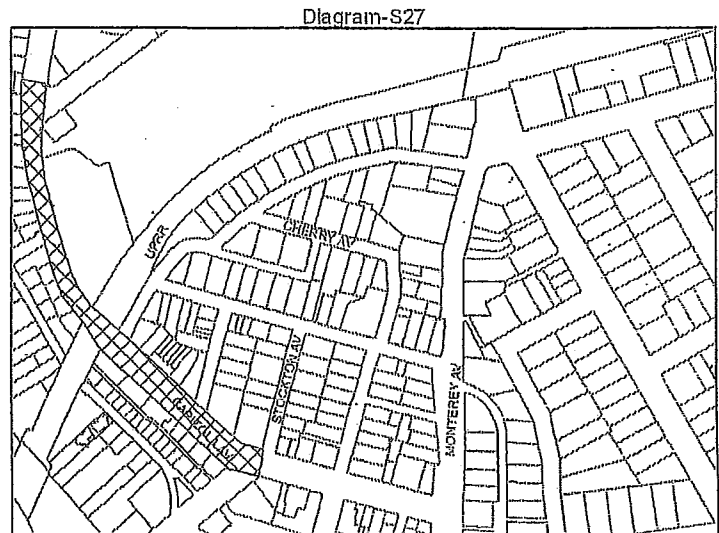 Diagram-S27
UPRR
CHERRY AV
STOCKTON AV
MONTEREY AV